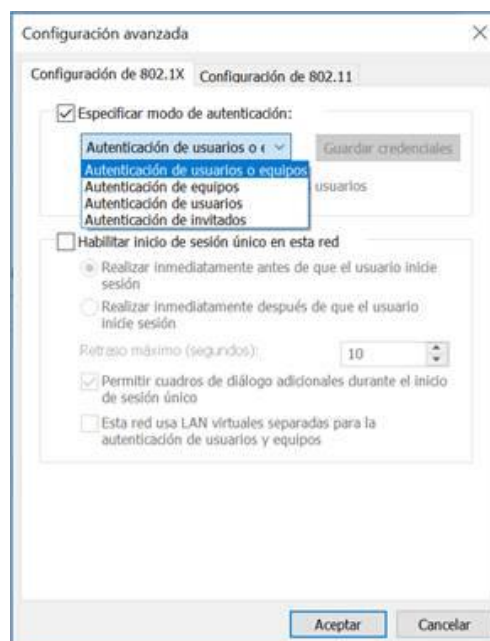 Configuración avanzada
Configuración de 802.1X
Configuración de 802.11
Especificar modo de autenticación:
Autenticación de usuarios o e
Guardar credenciales
Autenticación de usuarios o equipos
Autenticación de equipos
usuarios
Autenticación de usuarios
Autenticación de invitados
Habilitar inicio de sesión único en esta red
Realizar inmediatamente antes de que el usuario inicie
sesión
Realizar inmediatamente después de que el usuario
inicie sesión
Retraso máximo (segundos):
10
Permitir cuadros de diálogo adicionales durante el inicio
de sesión único
Esta red usa LAN virtuales separadas para la
autenticación de usuarios y equipos
Aceptar
Cancelar